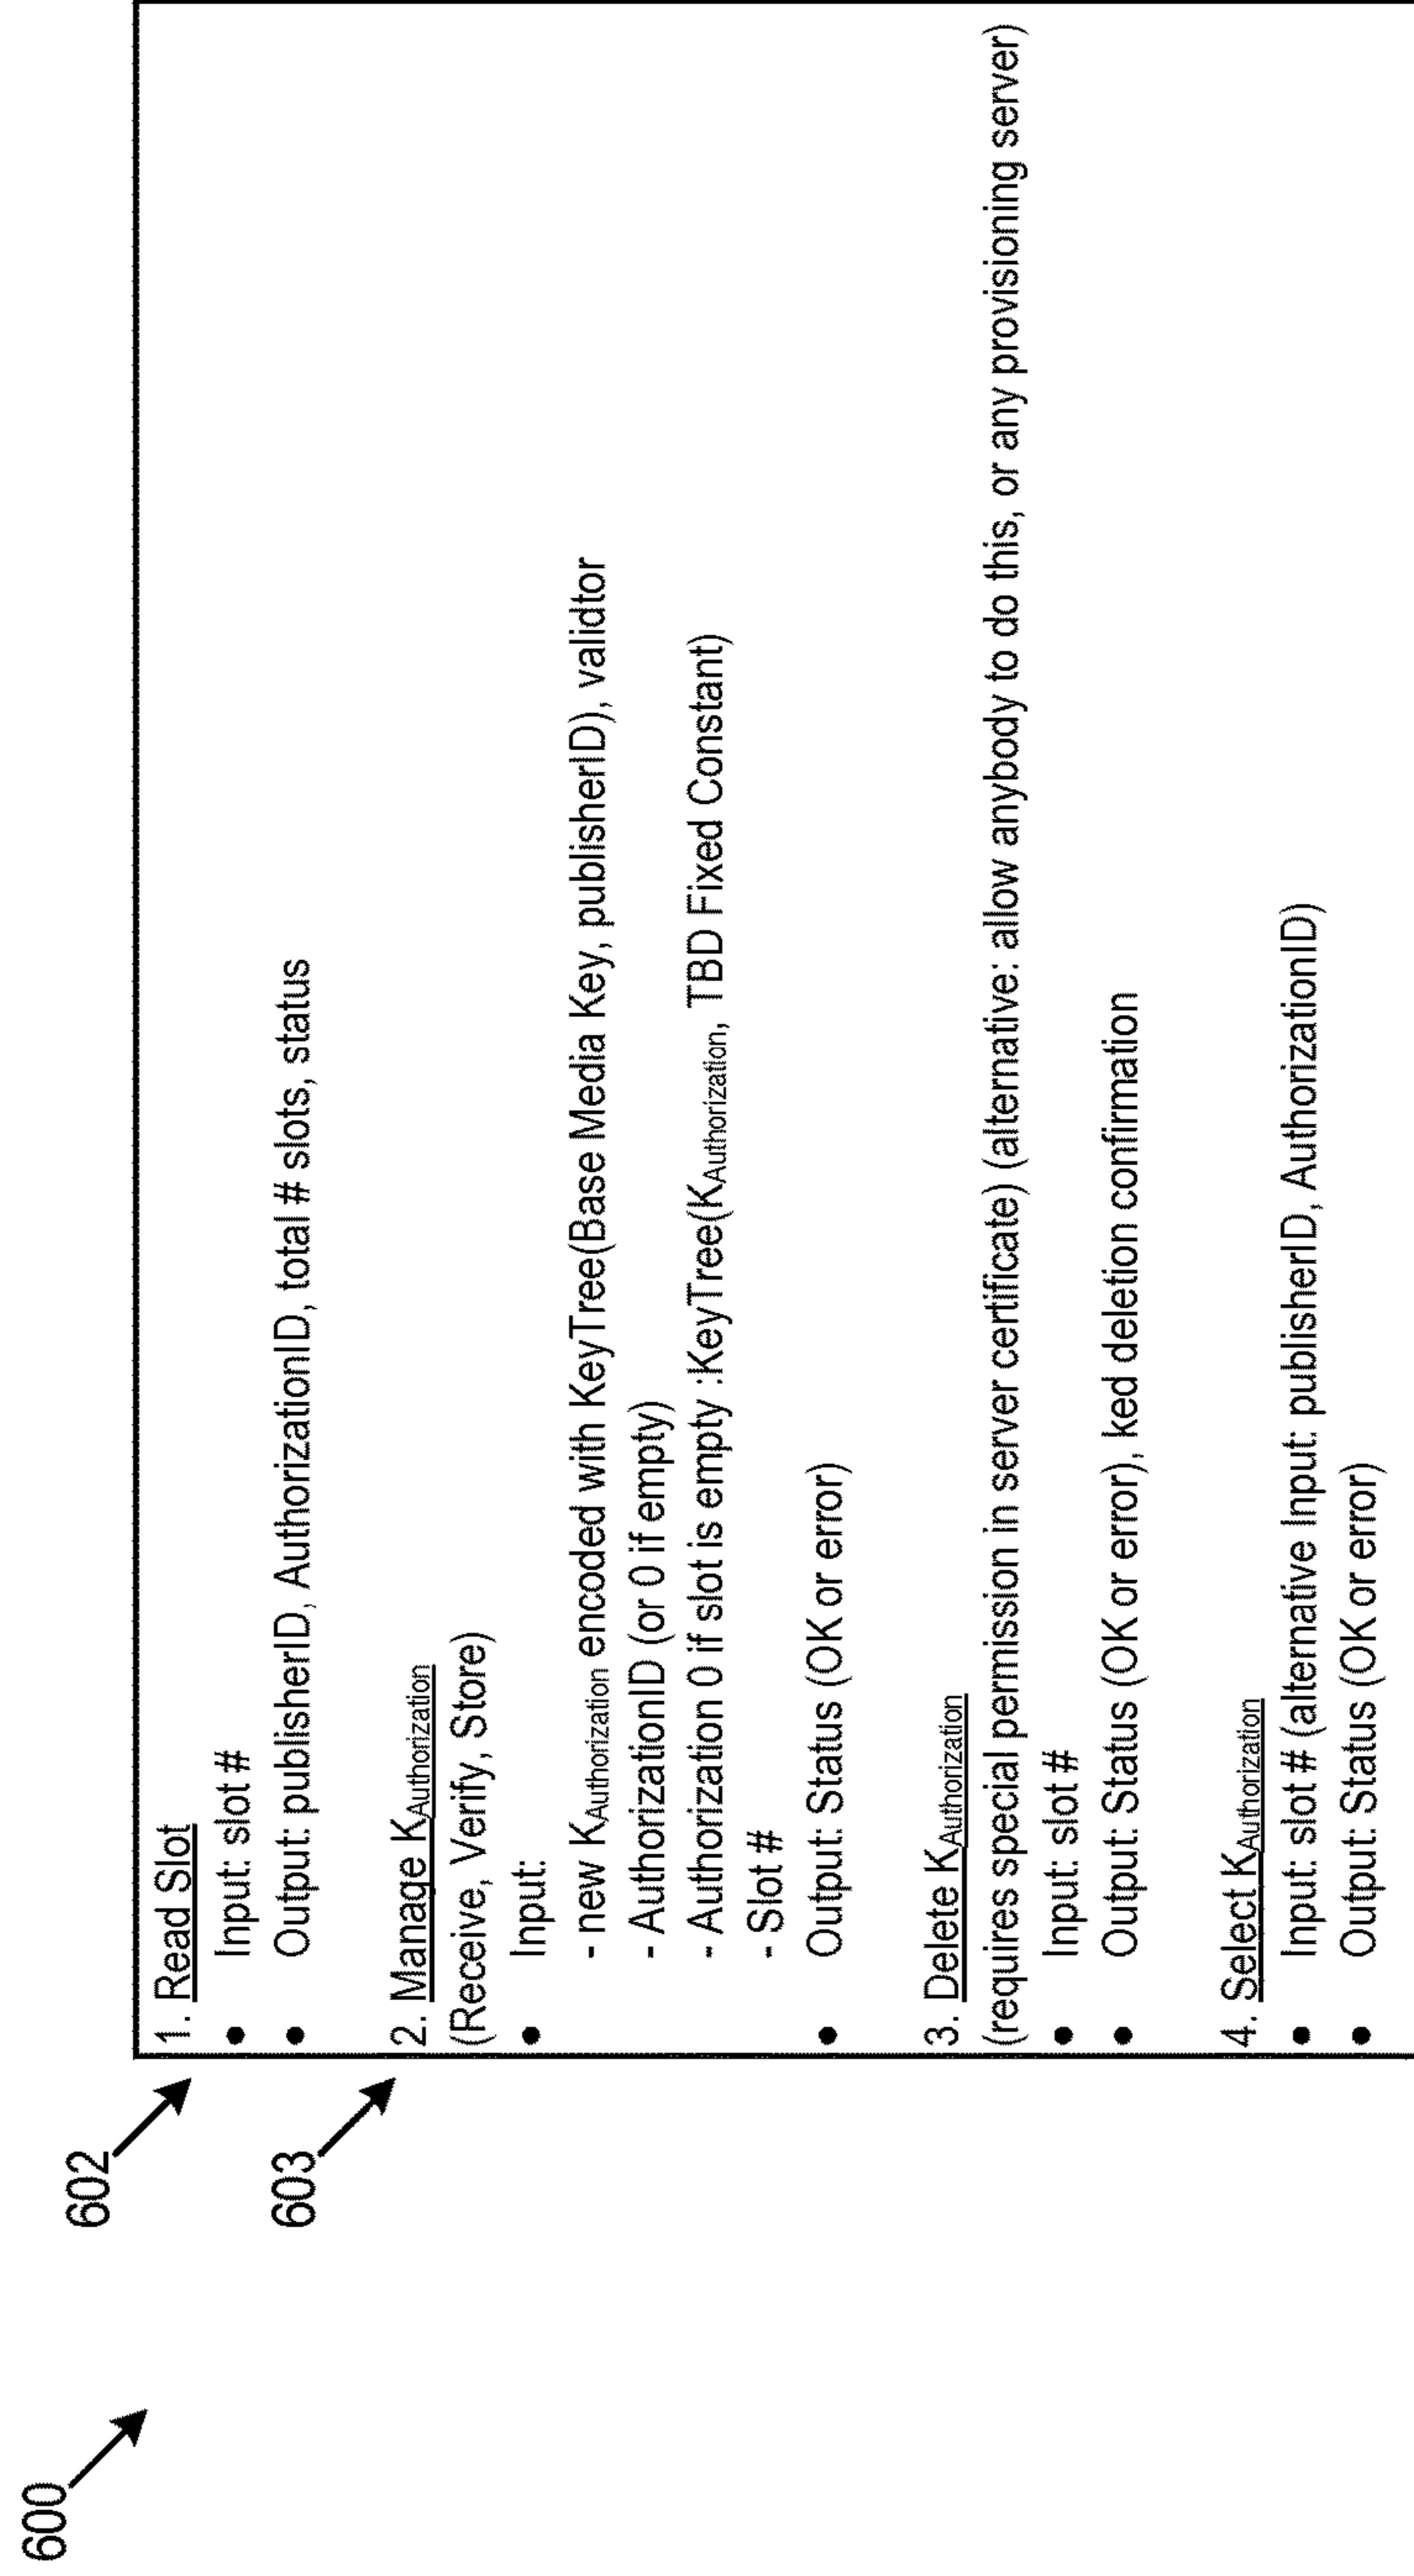 600
602
603
1. Read Slot
● Input: slot #
● Output: publisherID, AuthorizationID, total # slots, status
2. Manage KAuthorization
(Receive, Verify, Store)
● Input:
- new KAuthorization encoded with KeyTree(Base Media Key, publisherID), validtor
- AuthorizationID (or 0 if empty)
- Authorization 0 if slot is empty :KeyTree(KAuthorization, TBD Fixed Constant)
- Slot #
● Output: Status (OK or error)
3. Delete KAuthorization
(requires special permission in server certificate) (alternative: allow anybody to do this, or any provisioning server)
● Input: slot #
● Output: Status (OK or error), ked deletion confirmation
4. Select KAuthorization
● Input: slot # (alternative Input: publisherID, AuthorizationID)
● Output: Status (OK or error)